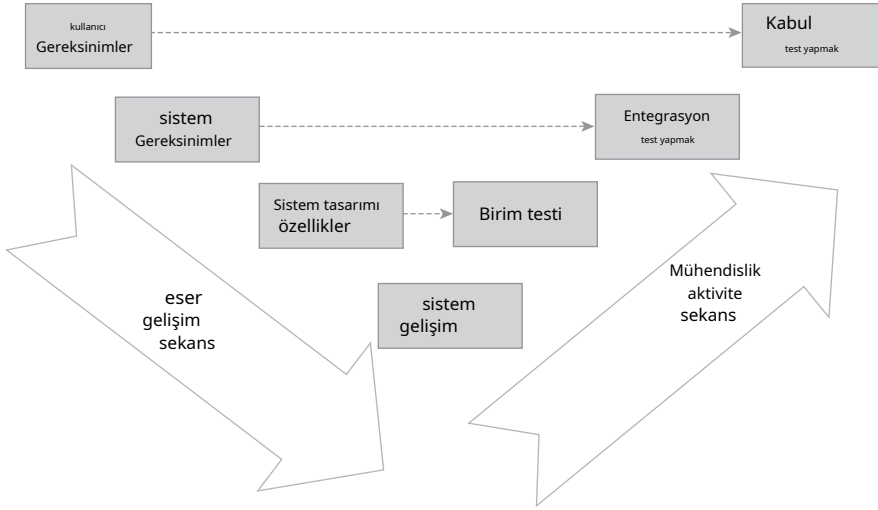 kullanıcı
Gereksinimler
Kabul
test yapmak
sistem
Gereksinimler
Entegrasyon
test yapmak
Sistem tasarımı
özellikler
Birim testi
sistem
gelişim
eser
gelişim
sekans
Mühendislik
aktivite
sekans